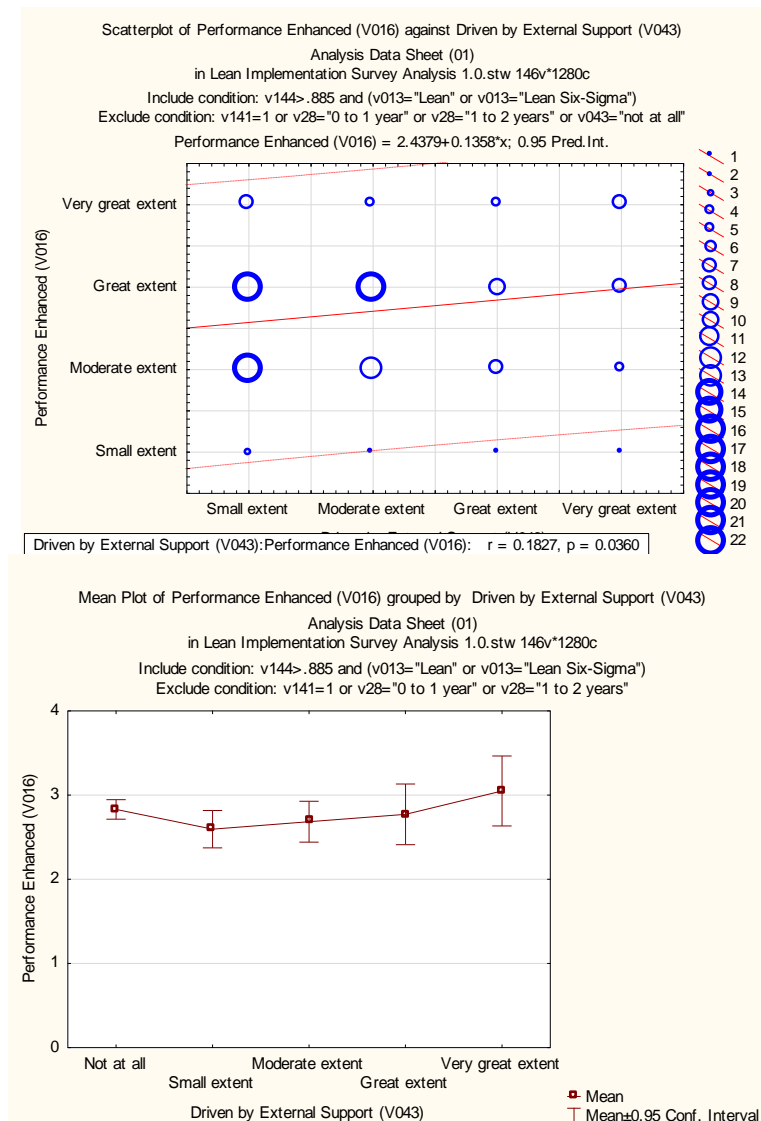 Scatterplot of Performance Enhanced (V016) against Driven by External Support (V043)
Analysis Data Sheet (01)
in Lean Implementation Survey Analysis 1.0.stw 146v*1280c
Include condition: v144>.885 and (v013="Lean" or v013="Lean Six-Sigma")
Exclude condition: v141=1 or v28="0 to 1 year" or v28="1 to 2 years" or v043="not at all"
Performance Enhanced (V016) = 2.4379+0.1358*x; 0.95 Pred.Int.
Performance Enhanced (V016)
Very great extent
Great extent
Moderate extent
Small extent
Small extent
Moderate extent
Great extent
Very great extent
1
2
3
4
5
6
7
8
9
10
11
12
13
14
15
16
17
18
19
20
21
22
Driven by External Support (V043):Performance Enhanced (V016): r = 0.1827, p = 0.0360
Mean Plot of Performance Enhanced (V016) grouped by Driven by External Support (V043)
Analysis Data Sheet (01)
in Lean Implementation Survey Analysis 1.0.stw 146v*1280c
Include condition: v144>.885 and (v013="Lean" or v013="Lean Six-Sigma")
Exclude condition: v141=1 or v28="0 to 1 year" or v28="1 to 2 years"
Performance Enhanced (V016)
4
3
2
1
0
Not at all
Small extent
Moderate extent
Great extent
Very great extent
Driven by External Support (V043)
Mean
Mean±0.95 Conf. Interval